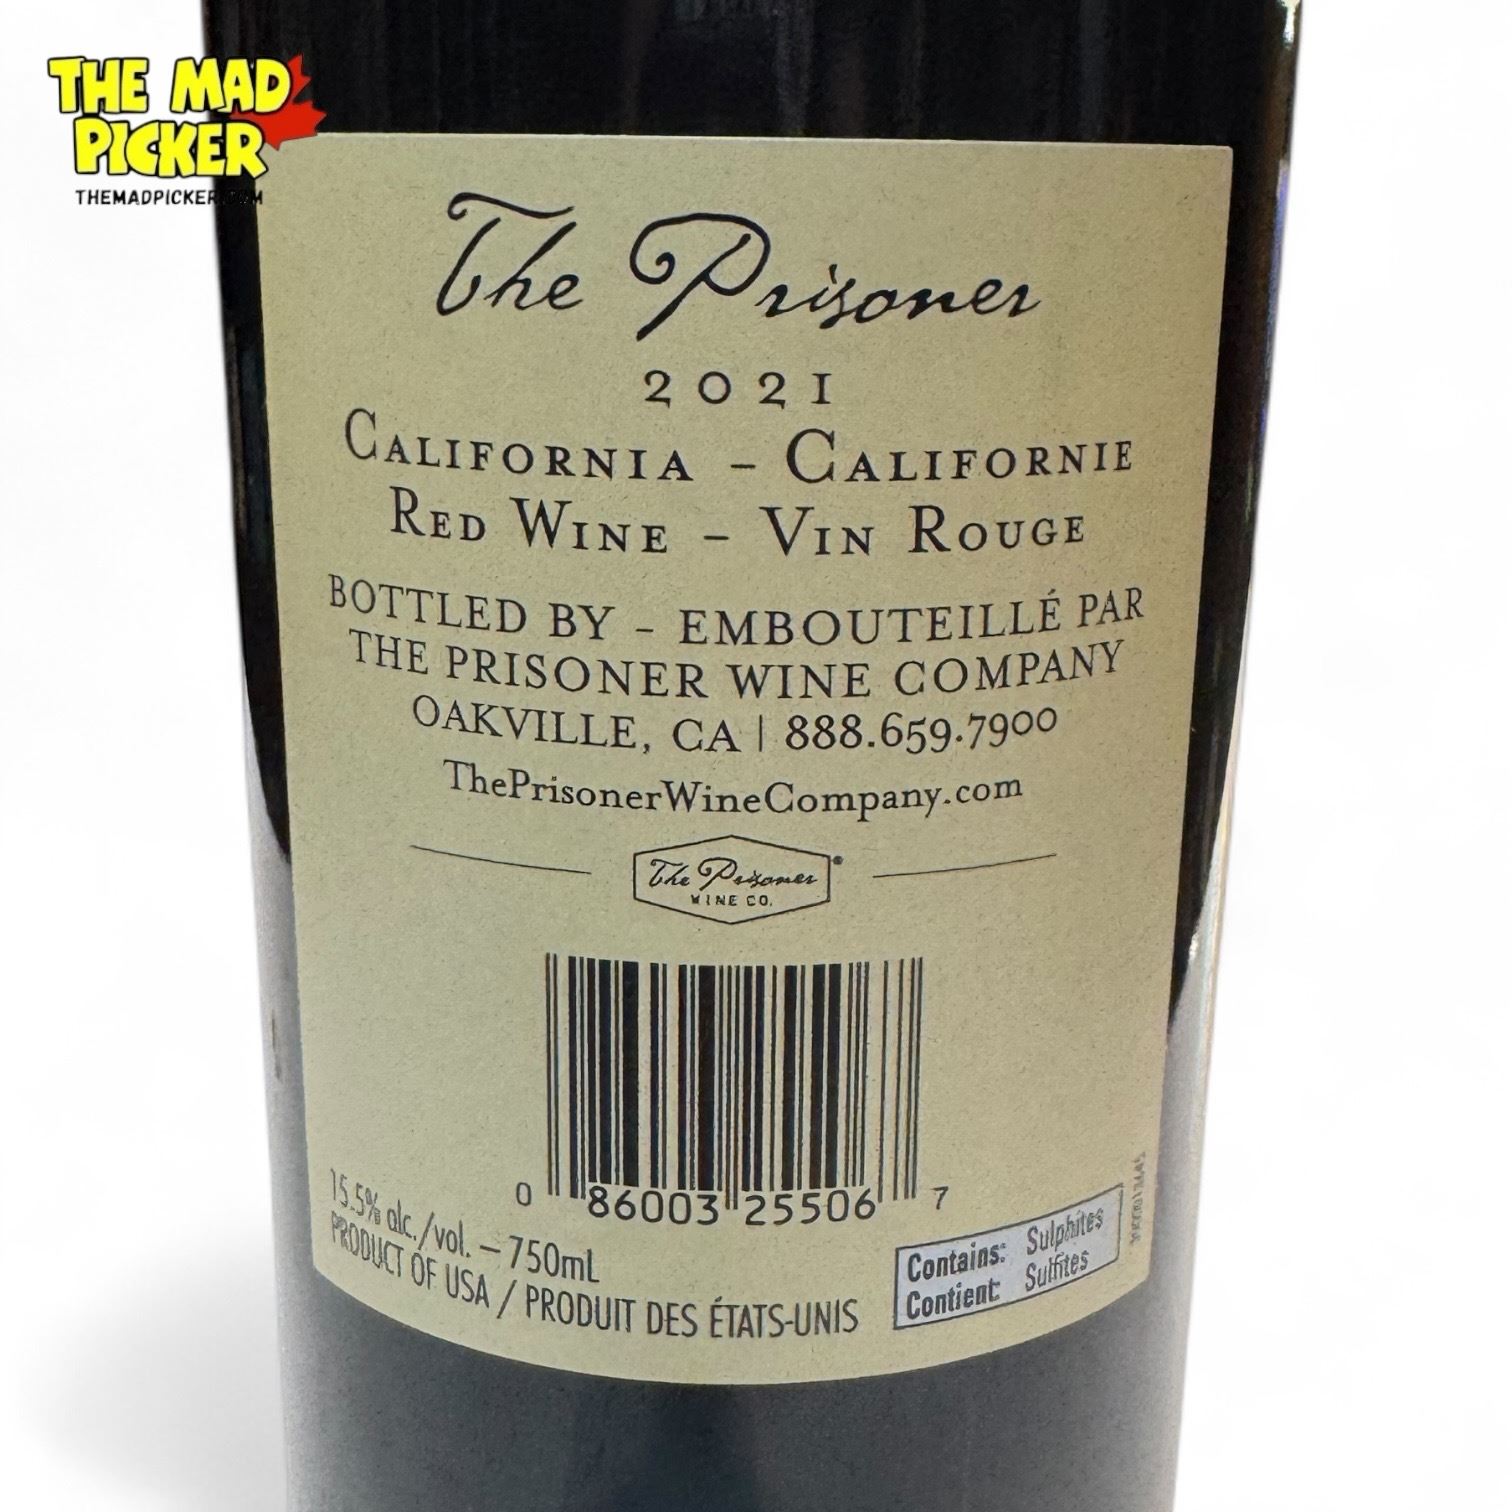 THE MAD
PICKER
THEMADPICKER.COM
The Prisoner
2021
CALIFORNIA – CALIFORNIE
RED WINE – VIN ROUGE
BOTTLED BY – EMBOUTEILLÉ PAR
THE PRISONER WINE COMPANY
OAKVILLE, CA | 888.659.7900
ThePrisonerWineCompany.com
The Prisoner®
WINE CO.
0 86003 25506 7
15.5% alc./vol. – 750mL
PRODUCT OF USA / PRODUIT DES ÉTATS-UNIS
Contains: Sulphites
Contient: Sulfites